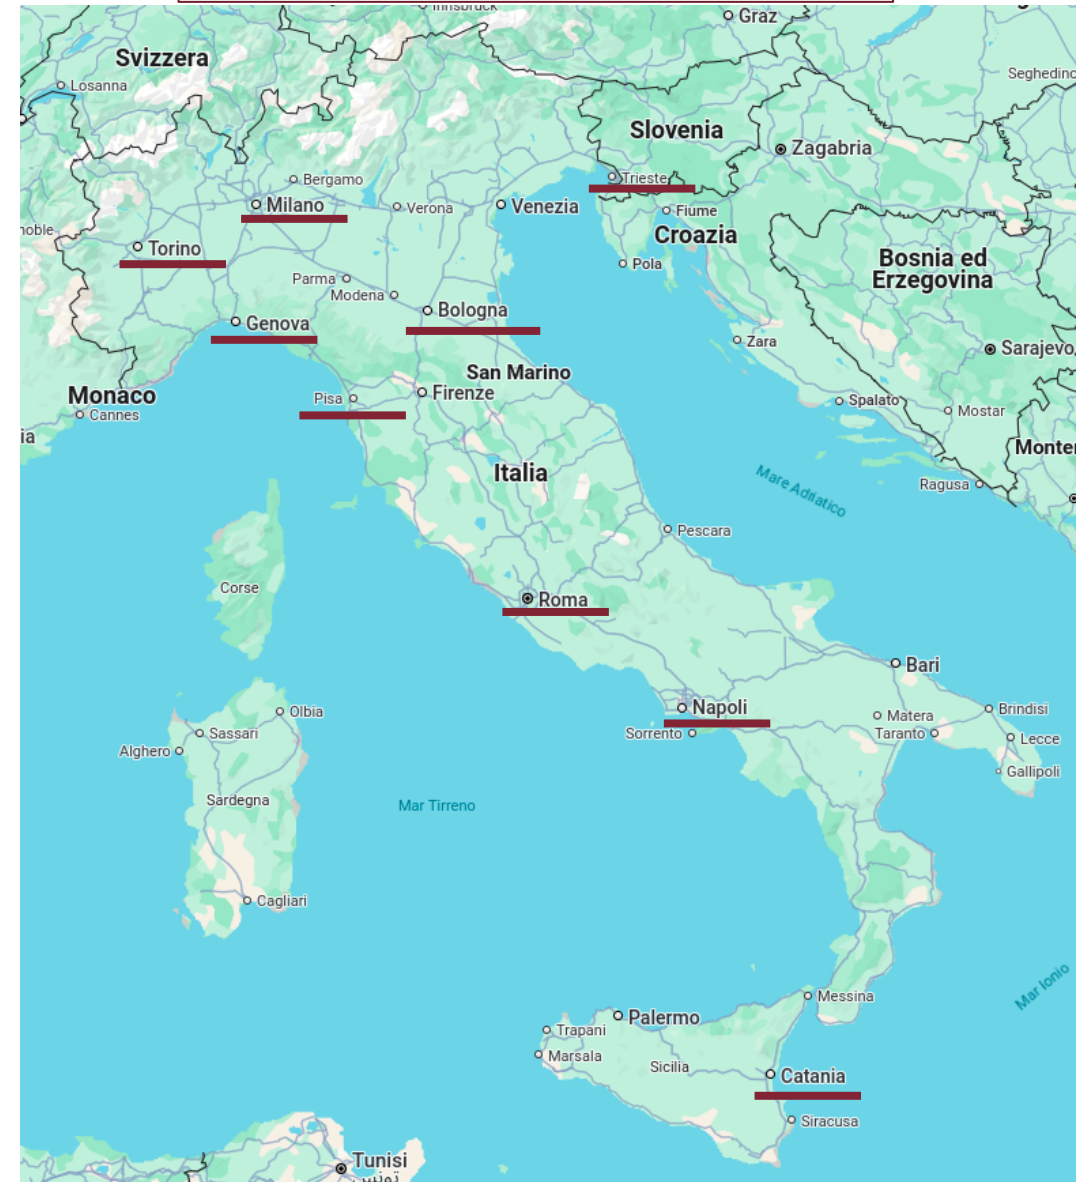 Innsbruck
Graz
Svizzera
Losanna
Seghedino
Slovenia
Zagabria
Bergamo
Trieste
Milano
Verona
Venezia
Fiume
noble
Croazia
Torino
Bosnia ed
Erzegovina
Pola
Parma
Modena
Bologna
Genova
Zara
Sarajevo
San Marino
Monaco
Firenze
Pisa
Spalato
Cannes
Mostar
ia
Monte
Italia
Mare Adriatico
Ragusa
Pescara
Corse
Roma
Bari
Napoli
Olbia
Matera
Brindisi
Sassari
Sorrento
Taranto
Lecce
Alghero
Gallipoli
Sardegna
Mar Tirreno
Cagliari
Mar Ionio
Messina
Palermo
Trapani
Marsala
Sicilia
Catania
Siracusa
Tunisi